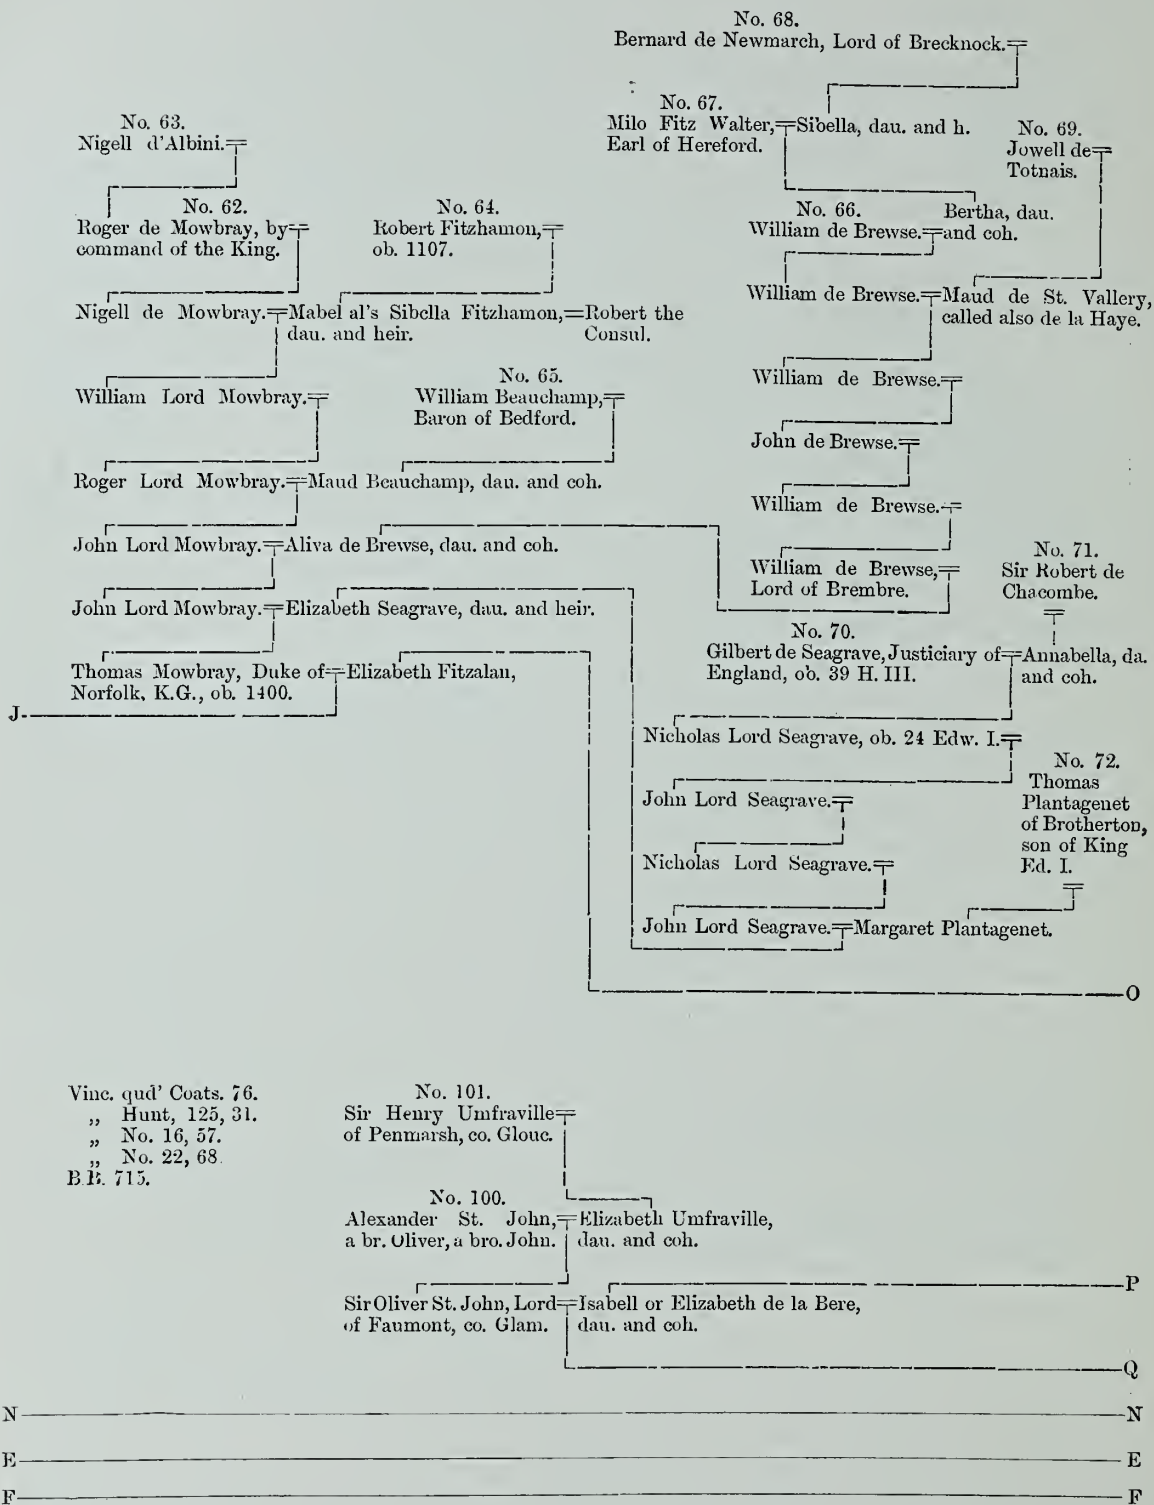 No. 68.
Bernard de Newmarch, Lord of Brecknock.
No. 63.
Nigell d'Albini.
No. 67.
Milo Fitz Walter, Sibella, dau. and h.
Earl of Hereford.
No. 69.
Jowell de
Totnais.
No. 62.
Roger de Mowbray, by
command of the King.
No. 64.
Robert Fitzhamon,
ob. 1107.
No. 66.
William de Brewse.
Bertha, dau.
and coh.
Nigell de Mowbray. Mabel al's Sibella Fitzhamon, Robert the
dau. and heir. Consul.
William de Brewse. Maud de St. Vallery,
called also de la Haye.
William Lord Mowbray.
No. 65.
William Beauchamp,
Baron of Bedford.
William de Brewse.
John de Brewse.
Roger Lord Mowbray. Maud Beauchamp, dau. and coh.
William de Brewse.
John Lord Mowbray. Aliva de Brewse, dau. and coh.
William de Brewse,
Lord of Brembre.
No. 71.
Sir Robert de
Chacombe.
John Lord Mowbray. Elizabeth Seagrave, dau. and heir.
No. 70.
Gilbert de Seagrave, Justiciary of Annabella, da.
England, ob. 39 H. III. and coh.
Thomas Mowbray, Duke of Elizabeth Fitzalan,
Norfolk, K.G., ob. 1400.
J
Nicholas Lord Seagrave, ob. 24 Edw. I.
No. 72.
Thomas
Plantagenet
of Brotherton,
son of King
Ed. I.
John Lord Seagrave.
Nicholas Lord Seagrave.
John Lord Seagrave. Margaret Plantagenet.
O
Vinc. qud' Coats. 76.
„ Hunt, 125, 31.
„ No. 16, 57.
„ No. 22, 68.
B.B. 715.
No. 101.
Sir Henry Umfraville
of Penmarsh, co. Glouc.
No. 100.
Alexander St. John, Elizabeth Umfraville,
a br. Oliver, a bro. John. dau. and coh.
P
Sir Oliver St. John, Lord Isabell or Elizabeth de la Bere,
of Faumont, co. Glam. dau. and coh.
Q
N N
E E
F F